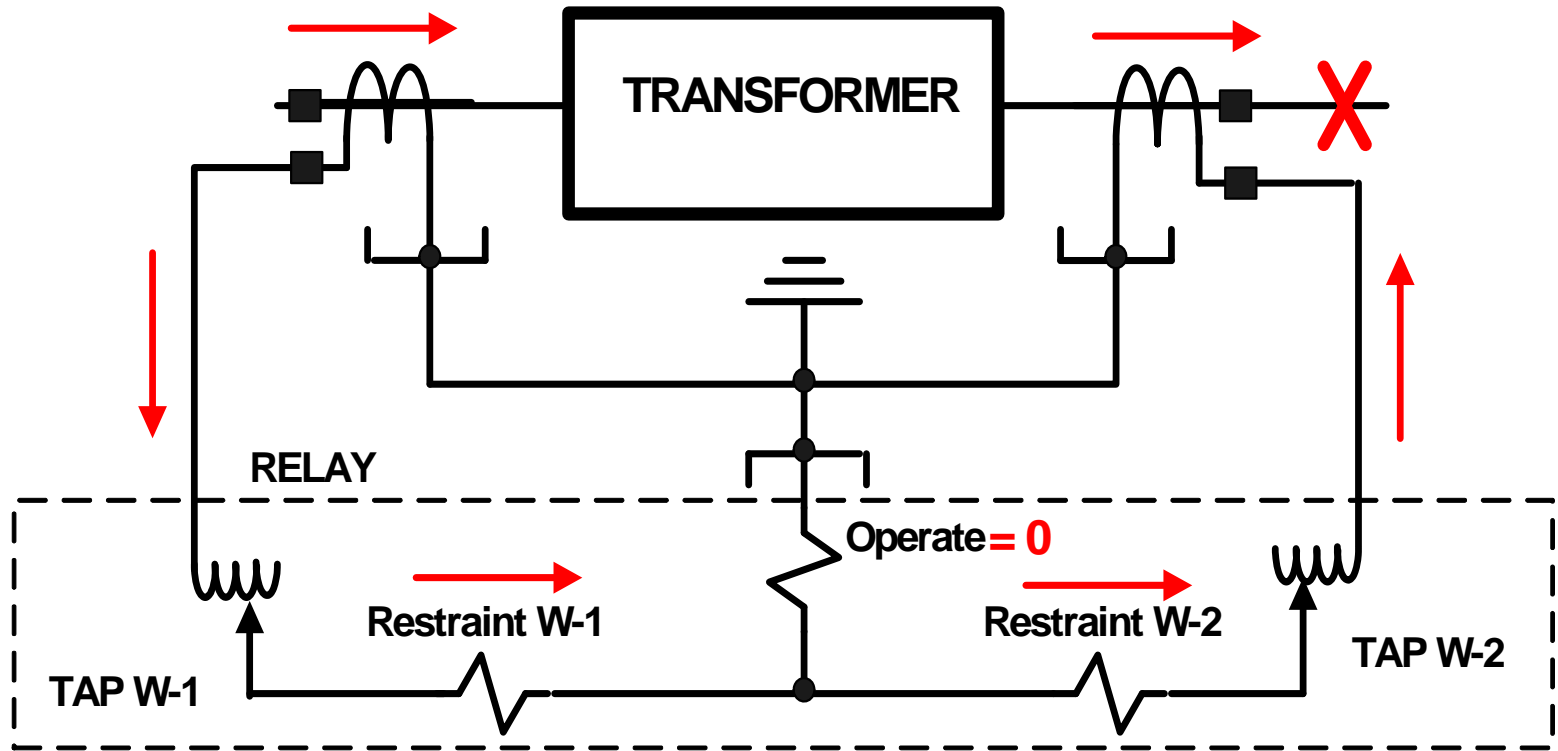 TRANSFORMER
RELAY
Operate = 0
Restraint W-1
Restraint W-2
TAP W-1
TAP W-2